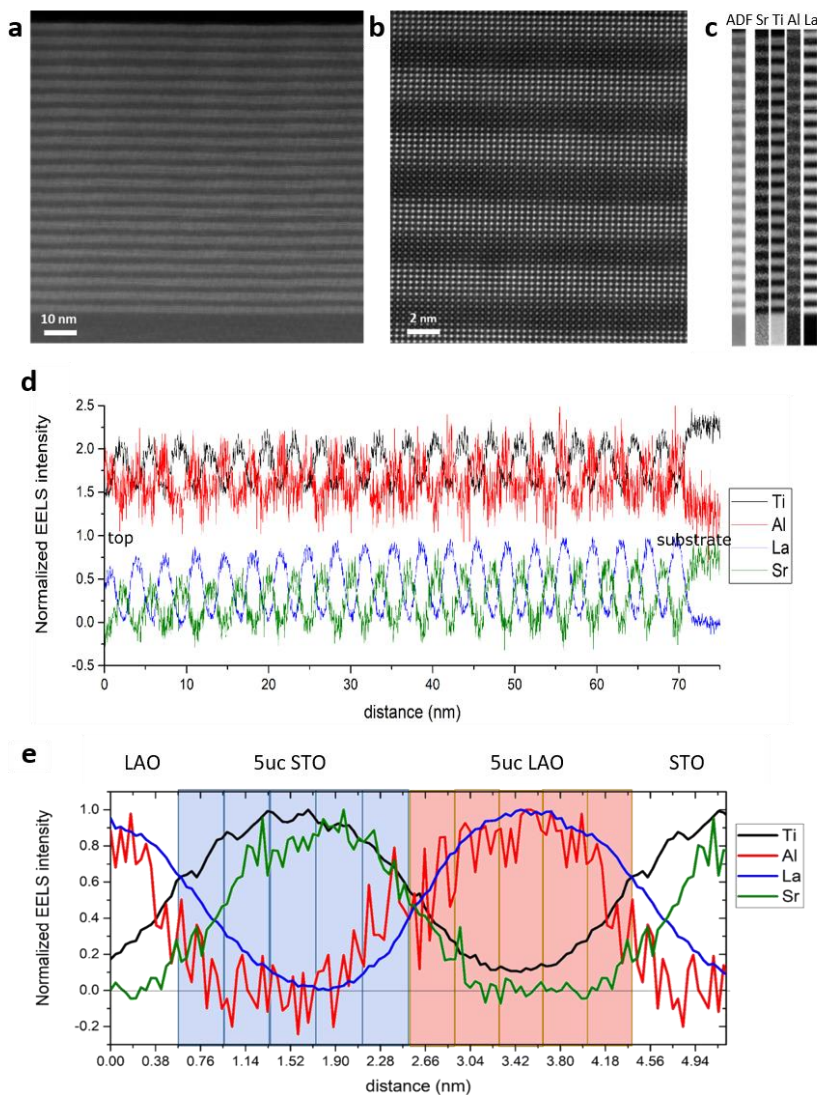 a
b
c
ADF Sr Ti Al La
10 nm
2 nm
d
2.5
2.0
1.5
1.0
0.5
0.0
-0.5
Normalized EELS intensity
top
substrate
Ti
Al
La
Sr
0 10 20 30 40 50 60 70
distance (nm)
e
LAO 5uc STO 5uc LAO STO
1.0
0.8
0.6
0.4
0.2
0.0
-0.2
Normalized EELS intensity
Ti
Al
La
Sr
0.00 0.38 0.76 1.14 1.52 1.90 2.28 2.66 3.04 3.42 3.80 4.18 4.56 4.94
distance (nm)